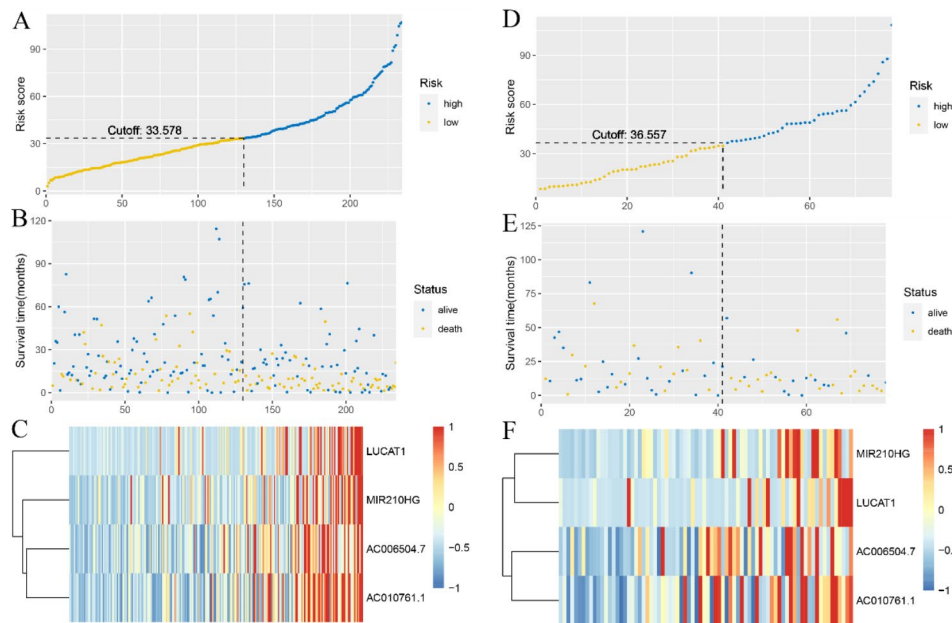 A
Risk score
90
60
30
0
Cutoff: 33.578
0
50
100
150
200
Risk
high
low
B
Survival time(months)
120
90
60
30
0
0
50
100
150
200
Status
alive
death
C
LUCAT1
MIR210HG
AC006504.7
AC010761.1
1
0.5
0
−0.5
−1
D
Risk score
90
60
30
0
Cutoff: 36.557
20
40
60
Risk
high
low
E
Survival time(months)
125
100
75
50
25
0
0
20
40
60
Status
alive
death
F
MIR210HG
LUCAT1
AC006504.7
AC010761.1
1
0.5
0
−0.5
−1